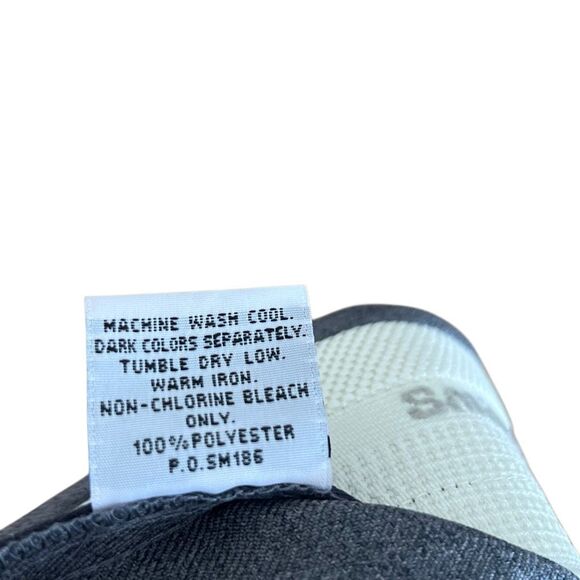 MACHINE WASH COOL.
DARK COLORS SEPARATELY.
TUMBLE DRY LOW.
WARM IRON.
NON-CHLORINE BLEACH
ONLY.
100%POLYESTER
P.O.SM186